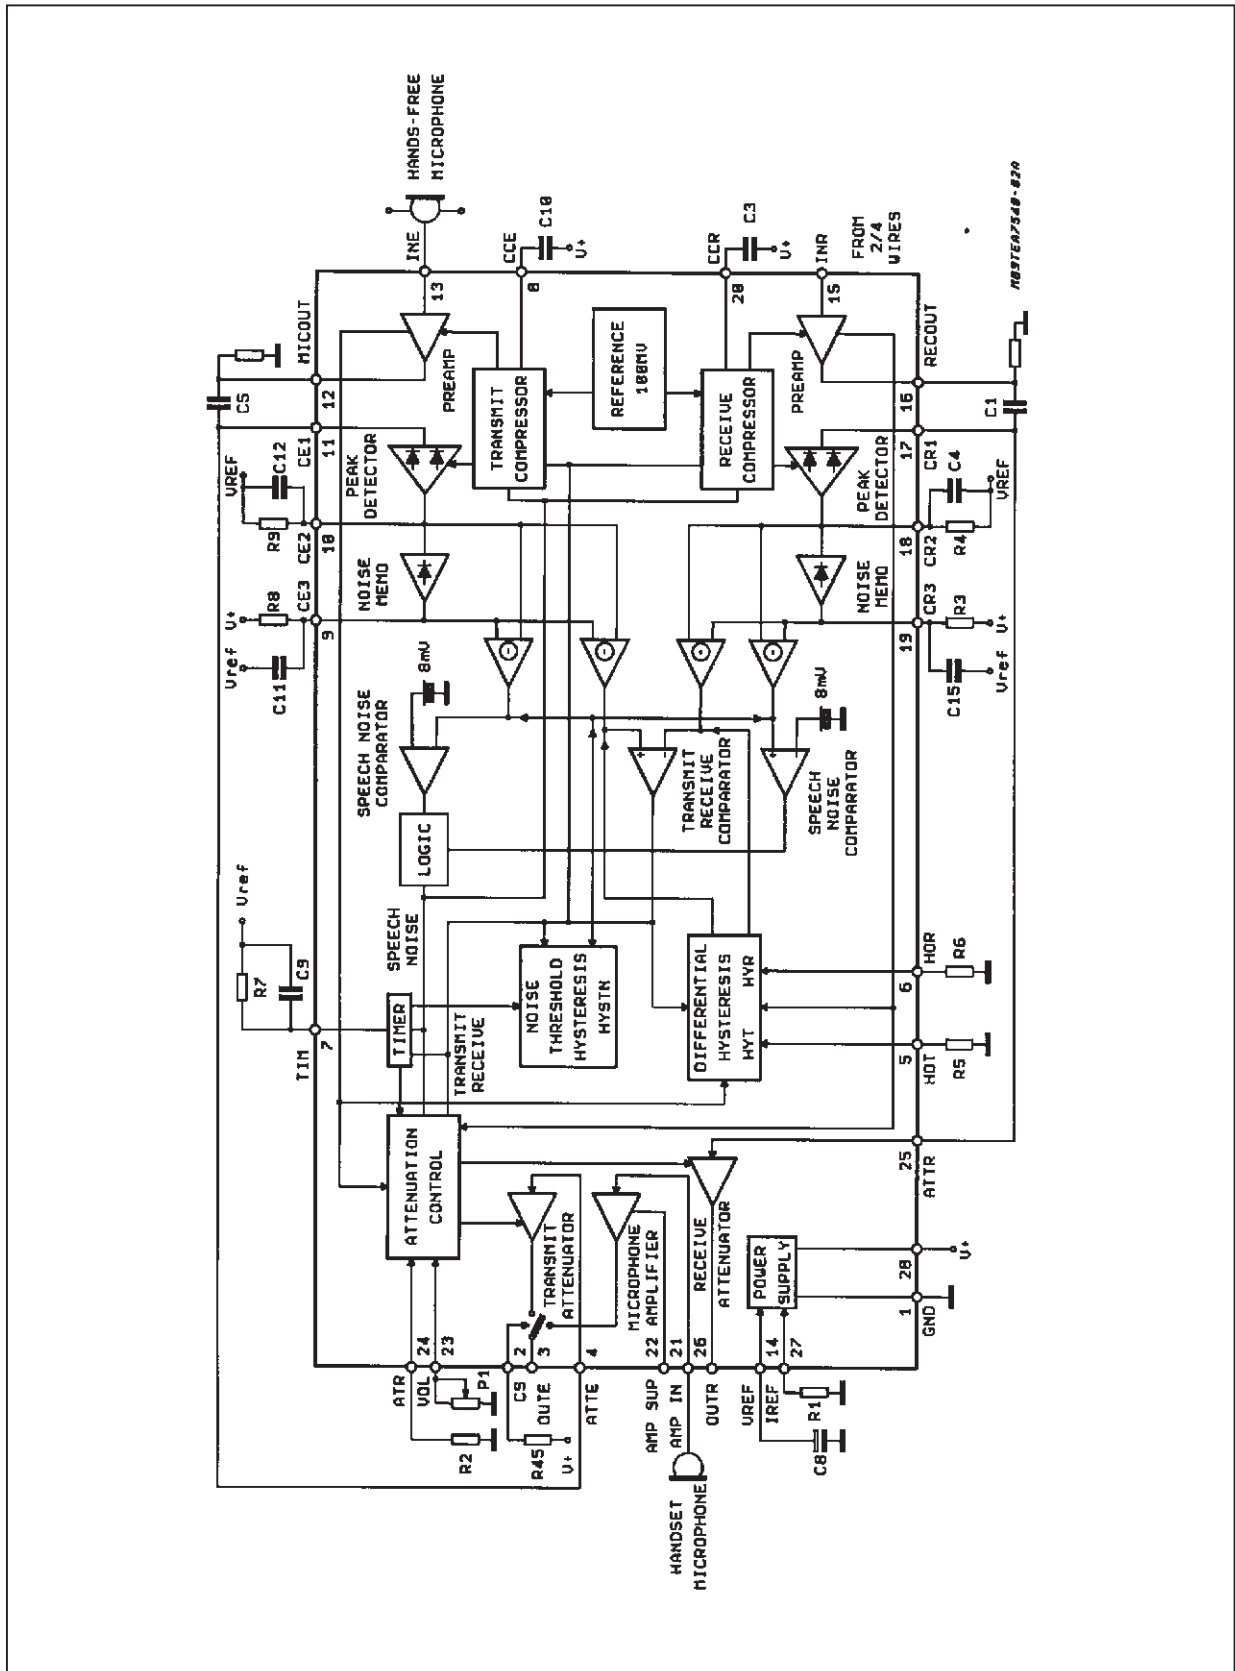 HANDS-FREE
MICROPHONE
INE
CCE
C10
V+
CCR
C3
V+
INR
FROM
2/4
WIRES
M89TEA7540-02A
MICOUT
13
8
20
15
RECOUT
C5
12
PREAMP
REFERENCE
100MV
PREAMP
16
C1
11
CE1
C12
VREF
PEAK
DETECTOR
TRANSMIT
COMPRESSOR
RECEIVE
COMPRESSOR
PEAK
DETECTOR
17
CR1
C4
VREF
R9
CE2
10
18
CR2
R4
NOISE
MEMO
NOISE
MEMO
V+
R8
CE3
9
19
CR3
R3
V+
Vref
C11
C15
Vref
8mV
8mV
SPEECH NOISE
COMPARATOR
TRANSMIT
RECEIVE
COMPARATOR
SPEECH
NOISE
COMPARATOR
LOGIC
Vref
R7
C9
SPEECH
NOISE
TIM
7
TIMER
TRANSMIT
RECEIVE
NOISE
THRESHOLD
HYSTERESIS
HYSTN
DIFFERENTIAL
HYSTERESIS
HYT HYR
6
HOR
R6
5
HOT
R5
ATTENUATION
CONTROL
25
ATTR
TRANSMIT
ATTENUATOR
MICROPHONE
AMPLIFIER
RECEIVE
ATTENUATOR
POWER
SUPPLY
28
V+
1
GND
24
23
2
3
4
22
21
26
14
27
ATR
VOL
P1
CS
OUTE
ATTE
AMP SUP
AMP IN
OUTR
VREF
IREF
R1
R2
R45
V+
C8
HANDSET
MICROPHONE